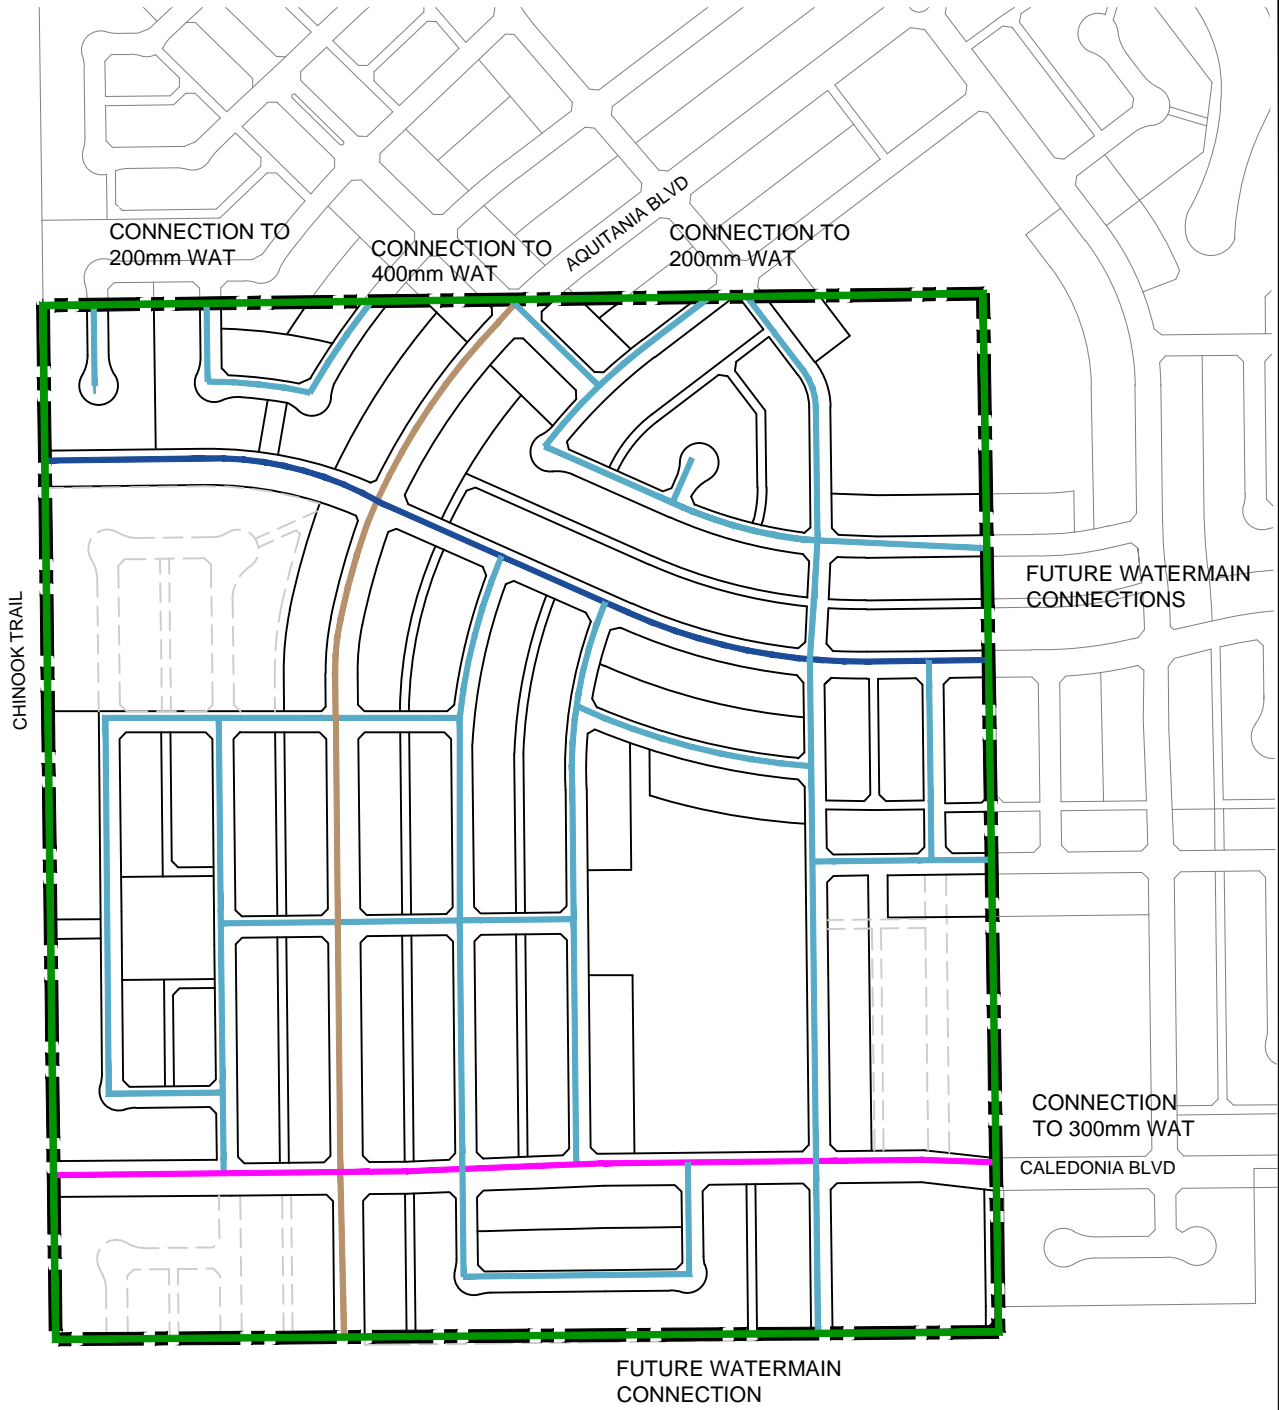 AQUITANIA BLVD
CONNECTION TO
200mm WAT
CONNECTION TO
400mm WAT
CONNECTION TO
200mm WAT
FUTURE WATERMAIN
CONNECTIONS
CHINOOK TRAIL
CONNECTION
TO 300mm WAT
CALEDONIA BLVD
FUTURE WATERMAIN
CONNECTION